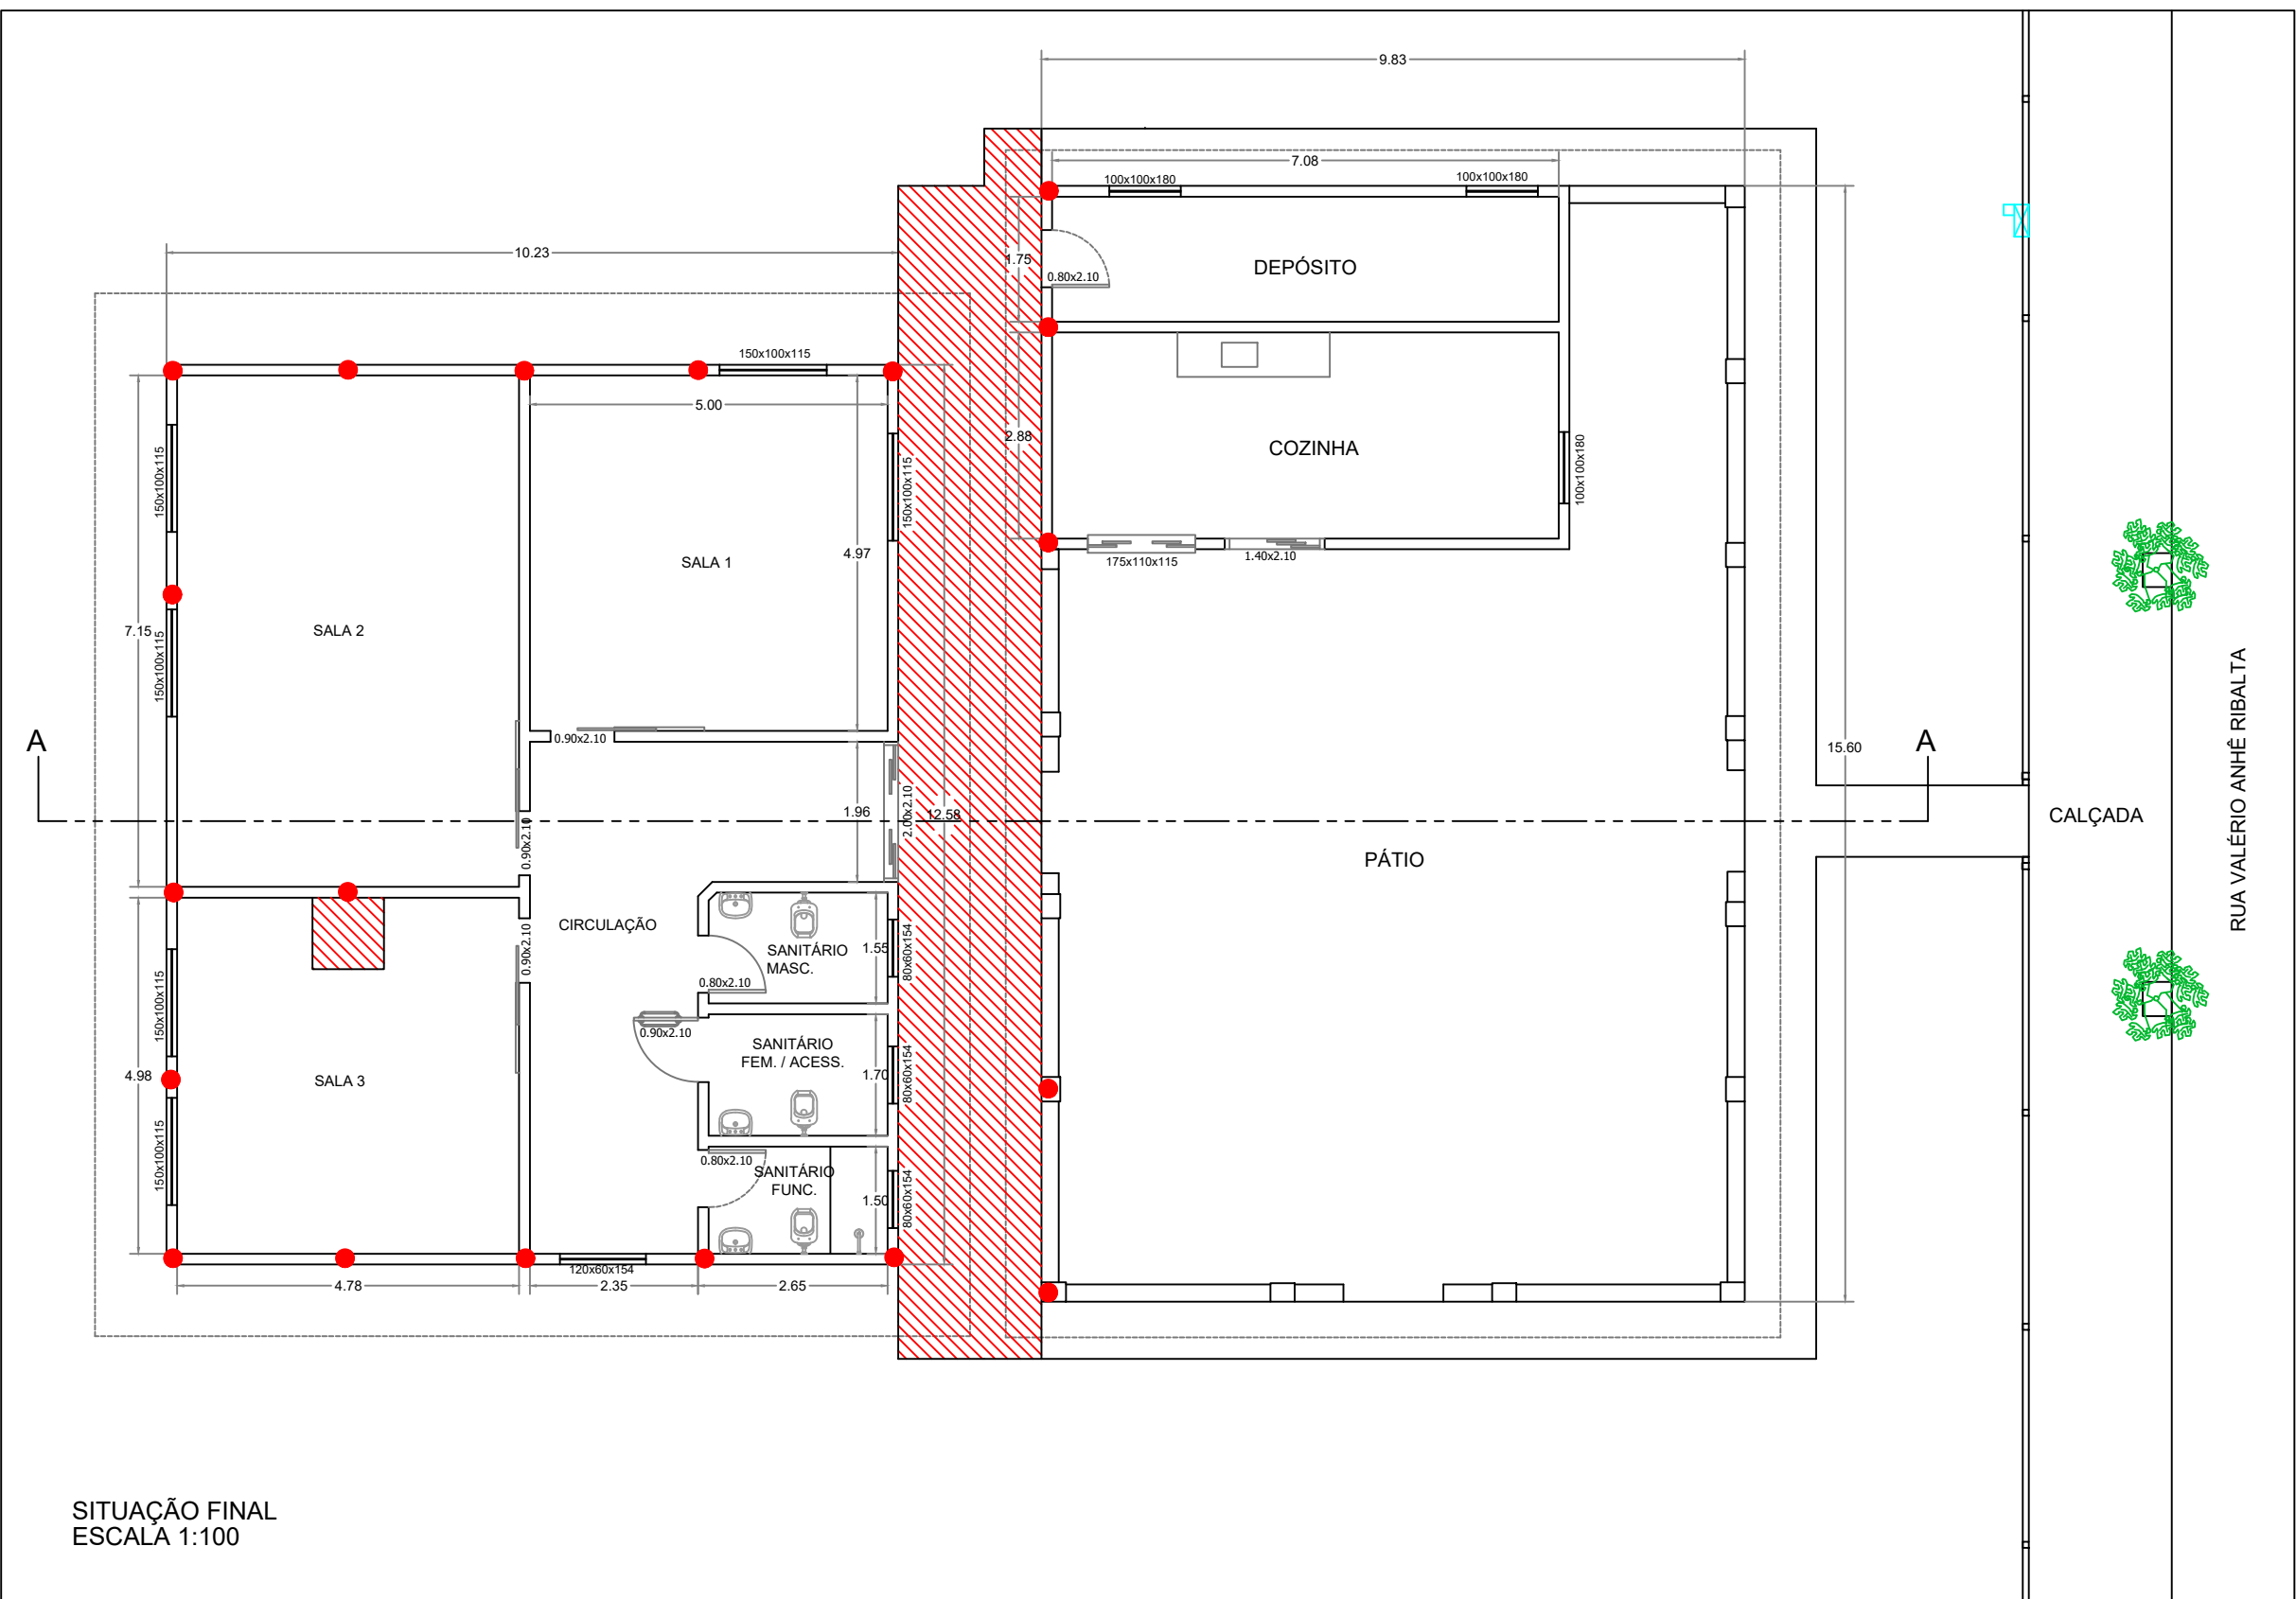 9.83
7.08
100x100x180
100x100x180
10.23
1.75
0.80x2.10
DEPÓSITO
150x100x115
5.00
2.88
COZINHA
150x100x115
150x100x115
100x100x180
4.97
SALA 1
175x110x115
1.40x2.10
7.15
SALA 2
150x100x115
0.90x2.10
A
A
15.60
RUA VALÉRIO ANHÊ RIBALTA
1.96
2.00x2.10
12.58
CALÇADA
0.90x2.10
PÁTIO
CIRCULAÇÃO
0.90x2.10
SANITÁRIO
MASC.
1.55
80x60x154
0.80x2.10
150x100x115
0.90x2.10
SANITÁRIO
FEM. / ACESS.
1.70
80x60x154
4.98
SALA 3
150x100x115
0.80x2.10
SANITÁRIO
FUNC.
1.50
80x60x154
120x60x154
4.78
2.35
2.65
SITUAÇÃO FINAL
ESCALA 1:100